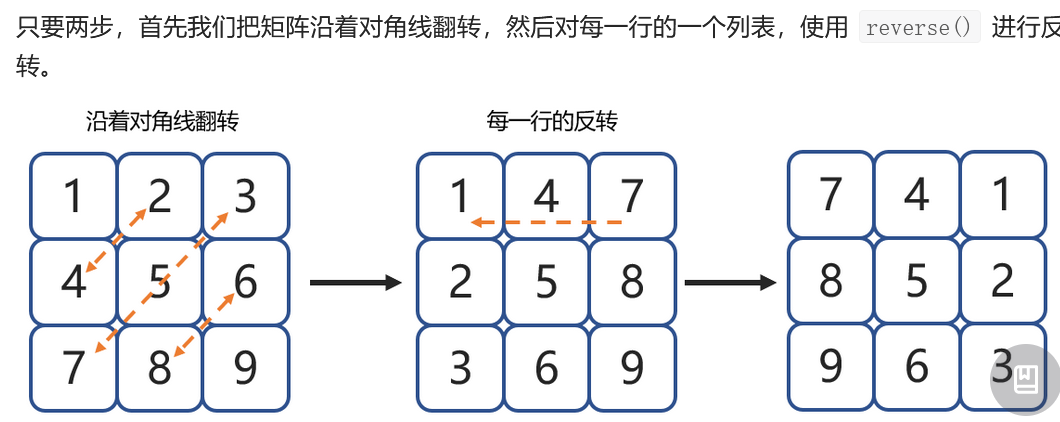 只要两步，首先我们把矩阵沿着对角线翻转，然后对每一行的一个列表，使用 reverse() 进行反
转。
沿着对角线翻转
每一行的反转
1 2 3
4 5 6
7 8 9
1 4 7
2 5 8
3 6 9
7 4 1
8 5 2
9 6 3